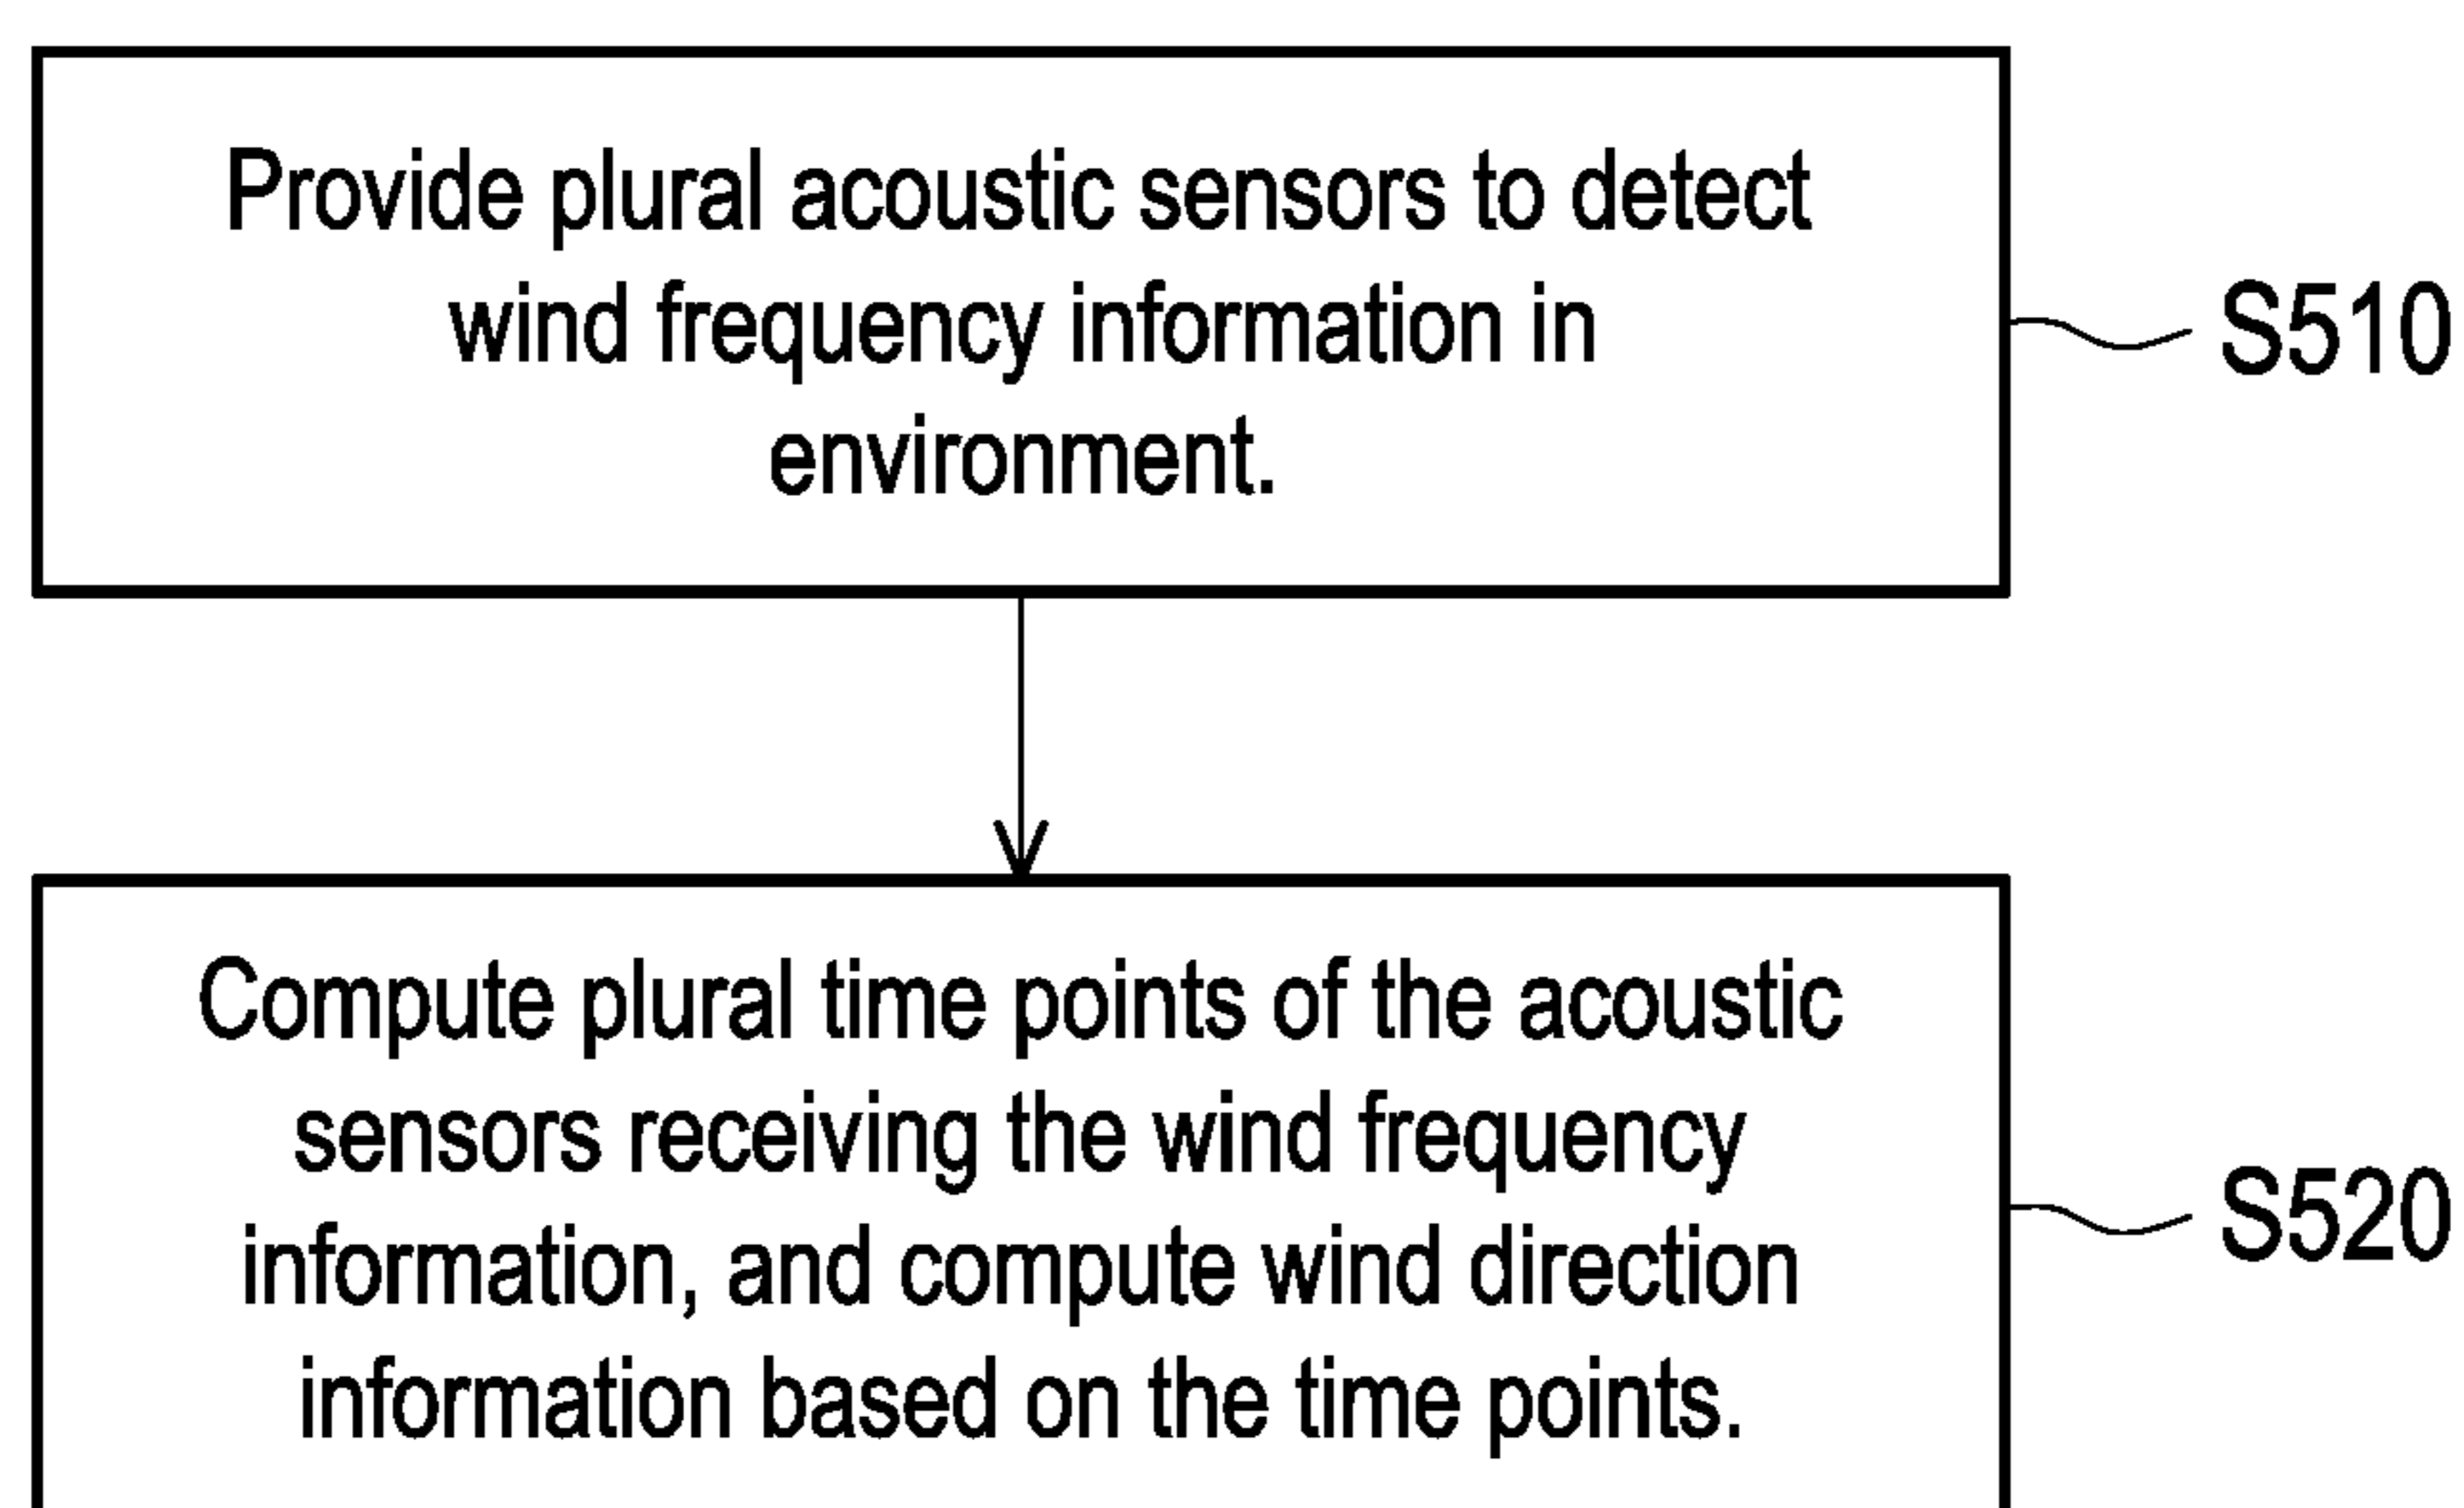 Provide plural acoustic sensors to detect
wind frequency information in
environment.
S510
Compute plural time points of the acoustic
sensors receiving the wind frequency
information, and compute wind direction
information based on the time points.
S520